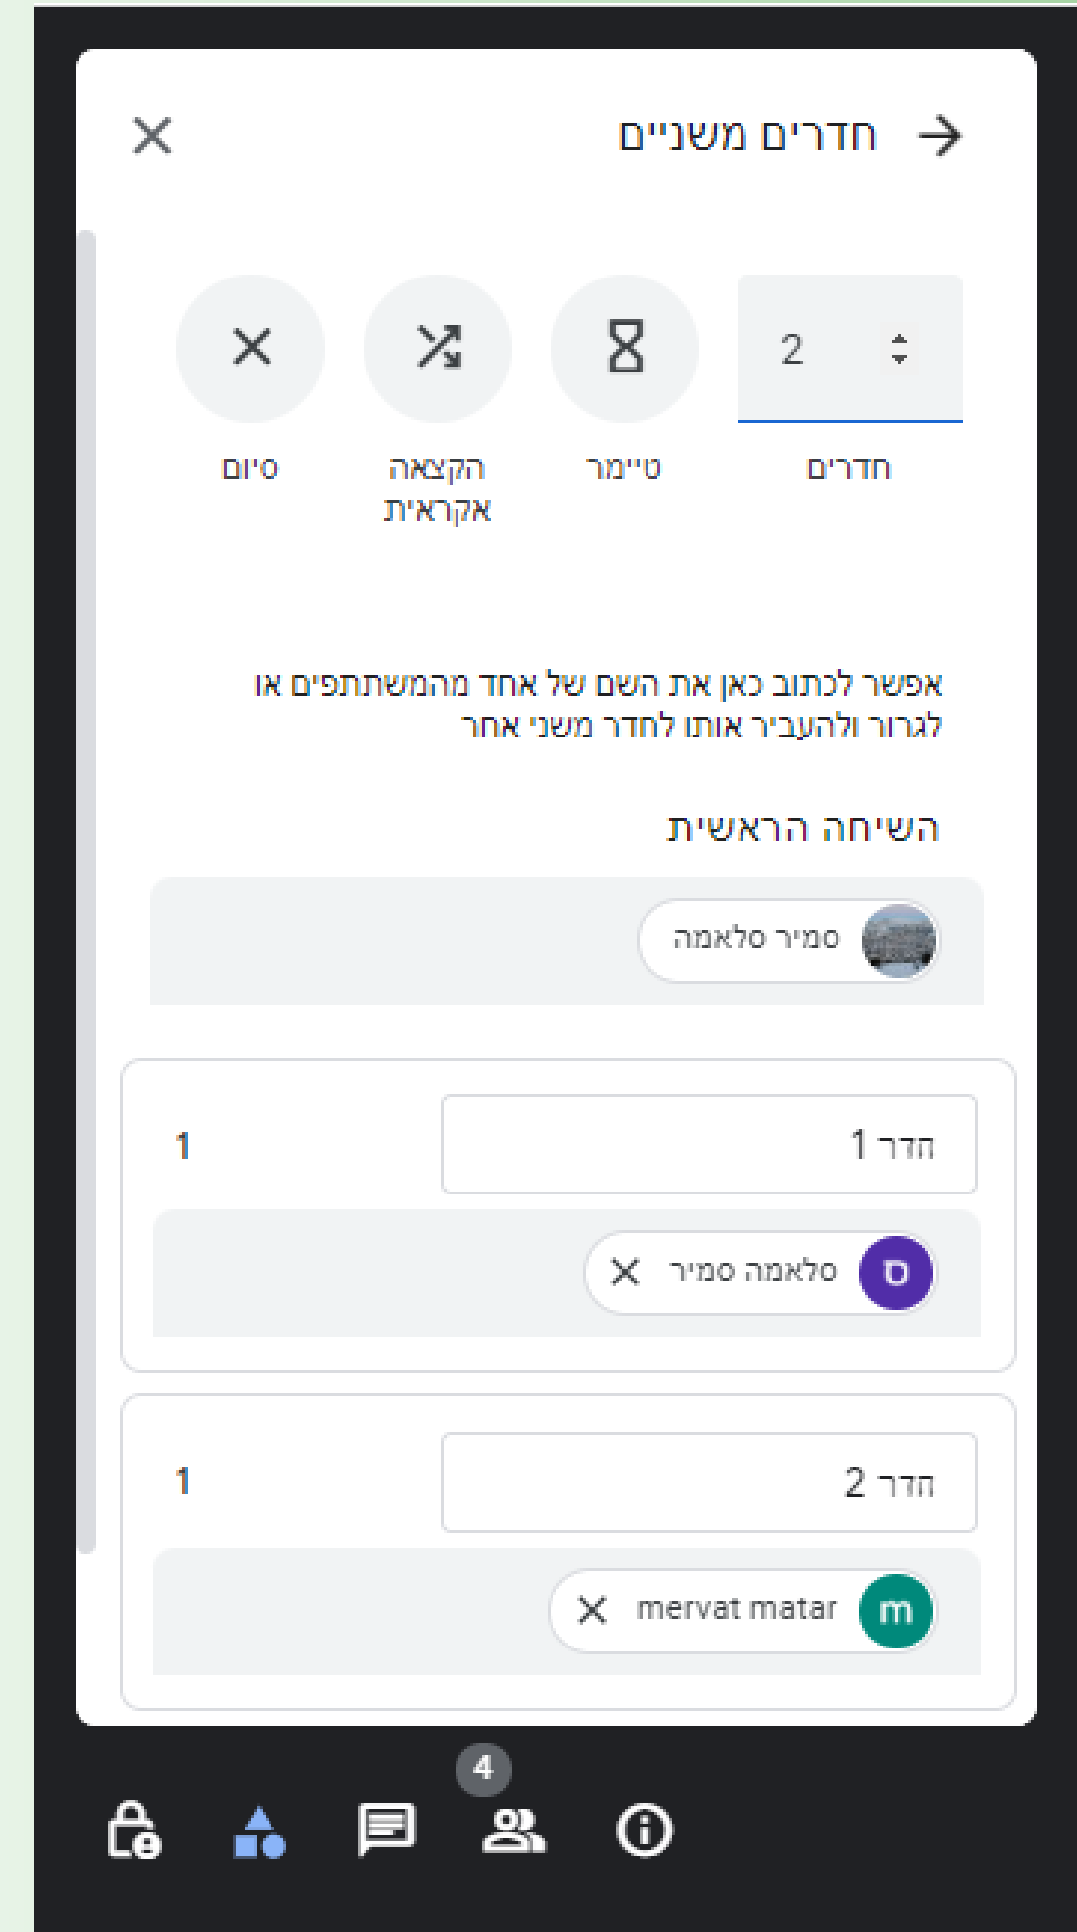 חדרים משניים
2
חדרים
טיימר
הקצאה
אקראית
סיום
אפשר לכתוב כאן את השם של אחד מהמשתתפים או
לגרור ולהעביר אותו לחדר משני אחר
השיחה הראשית
סמיר סלאמה
חדר 1
1
ס
סלאמה סמיר
חדר 2
1
m
mervat matar
4